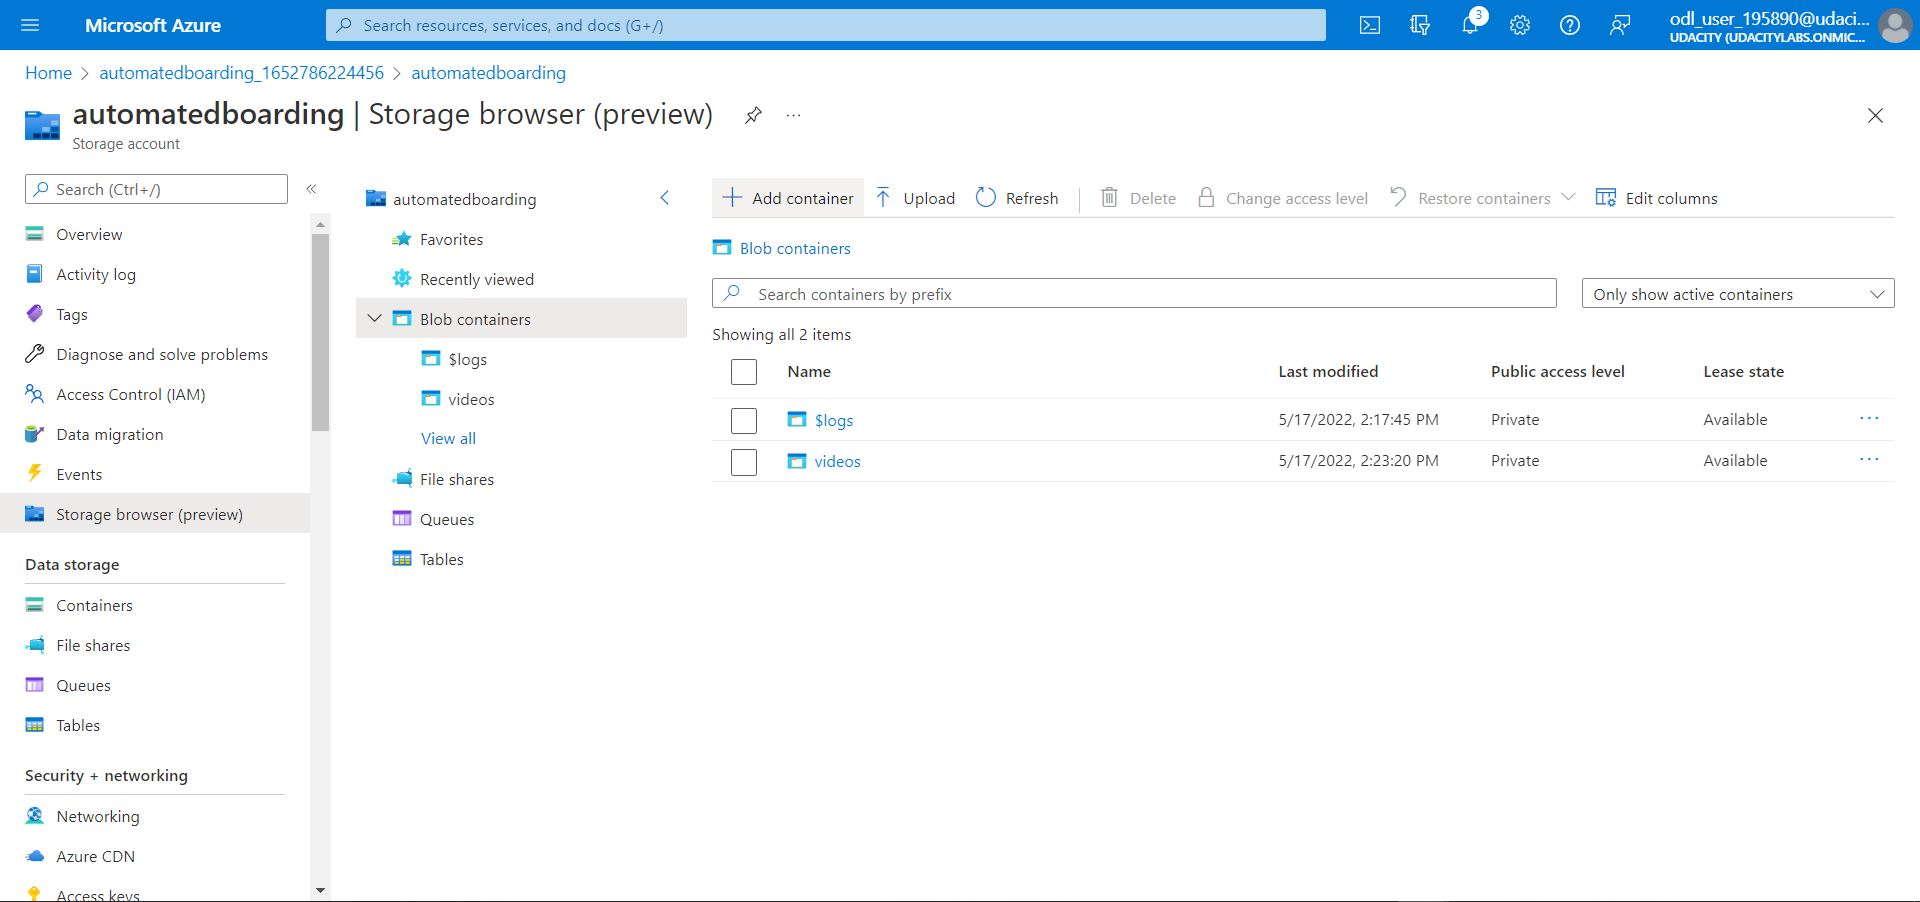 Microsoft Azure
Search resources, services, and docs (G+/)
3
odl_user_195890@udaci...
UDACITY (UDACITYLABS.ONMIC...
Home > automatedboarding_1652786224456 > automatedboarding
automatedboarding | Storage browser (preview)
Storage account
Search (Ctrl+/)
Overview
Activity log
Tags
Diagnose and solve problems
Access Control (IAM)
Data migration
Events
Storage browser (preview)
Data storage
Containers
File shares
Queues
Tables
Security + networking
Networking
Azure CDN
Access keys
automatedboarding
Favorites
Recently viewed
Blob containers
$logs
videos
View all
File shares
Queues
Tables
Add container Upload Refresh Delete Change access level Restore containers Edit columns
Blob containers
Search containers by prefix
Only show active containers
Showing all 2 items
Name Last modified Public access level Lease state
$logs 5/17/2022, 2:17:45 PM Private Available
videos 5/17/2022, 2:23:20 PM Private Available